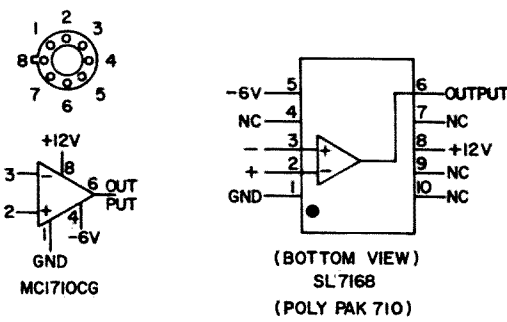 1 2 3
8 4
7 6 5
+12V
8
3 −
6 OUT
PUT
2 +
4
1 −6V
GND
MC1710CG
−6V 5 6 OUTPUT
NC 4 7 NC
− 3 + 8 +12V
+ 2 − 9 NC
GND 1 10 NC
(BOTTOM VIEW)
SL7168
(POLY PAK 710)